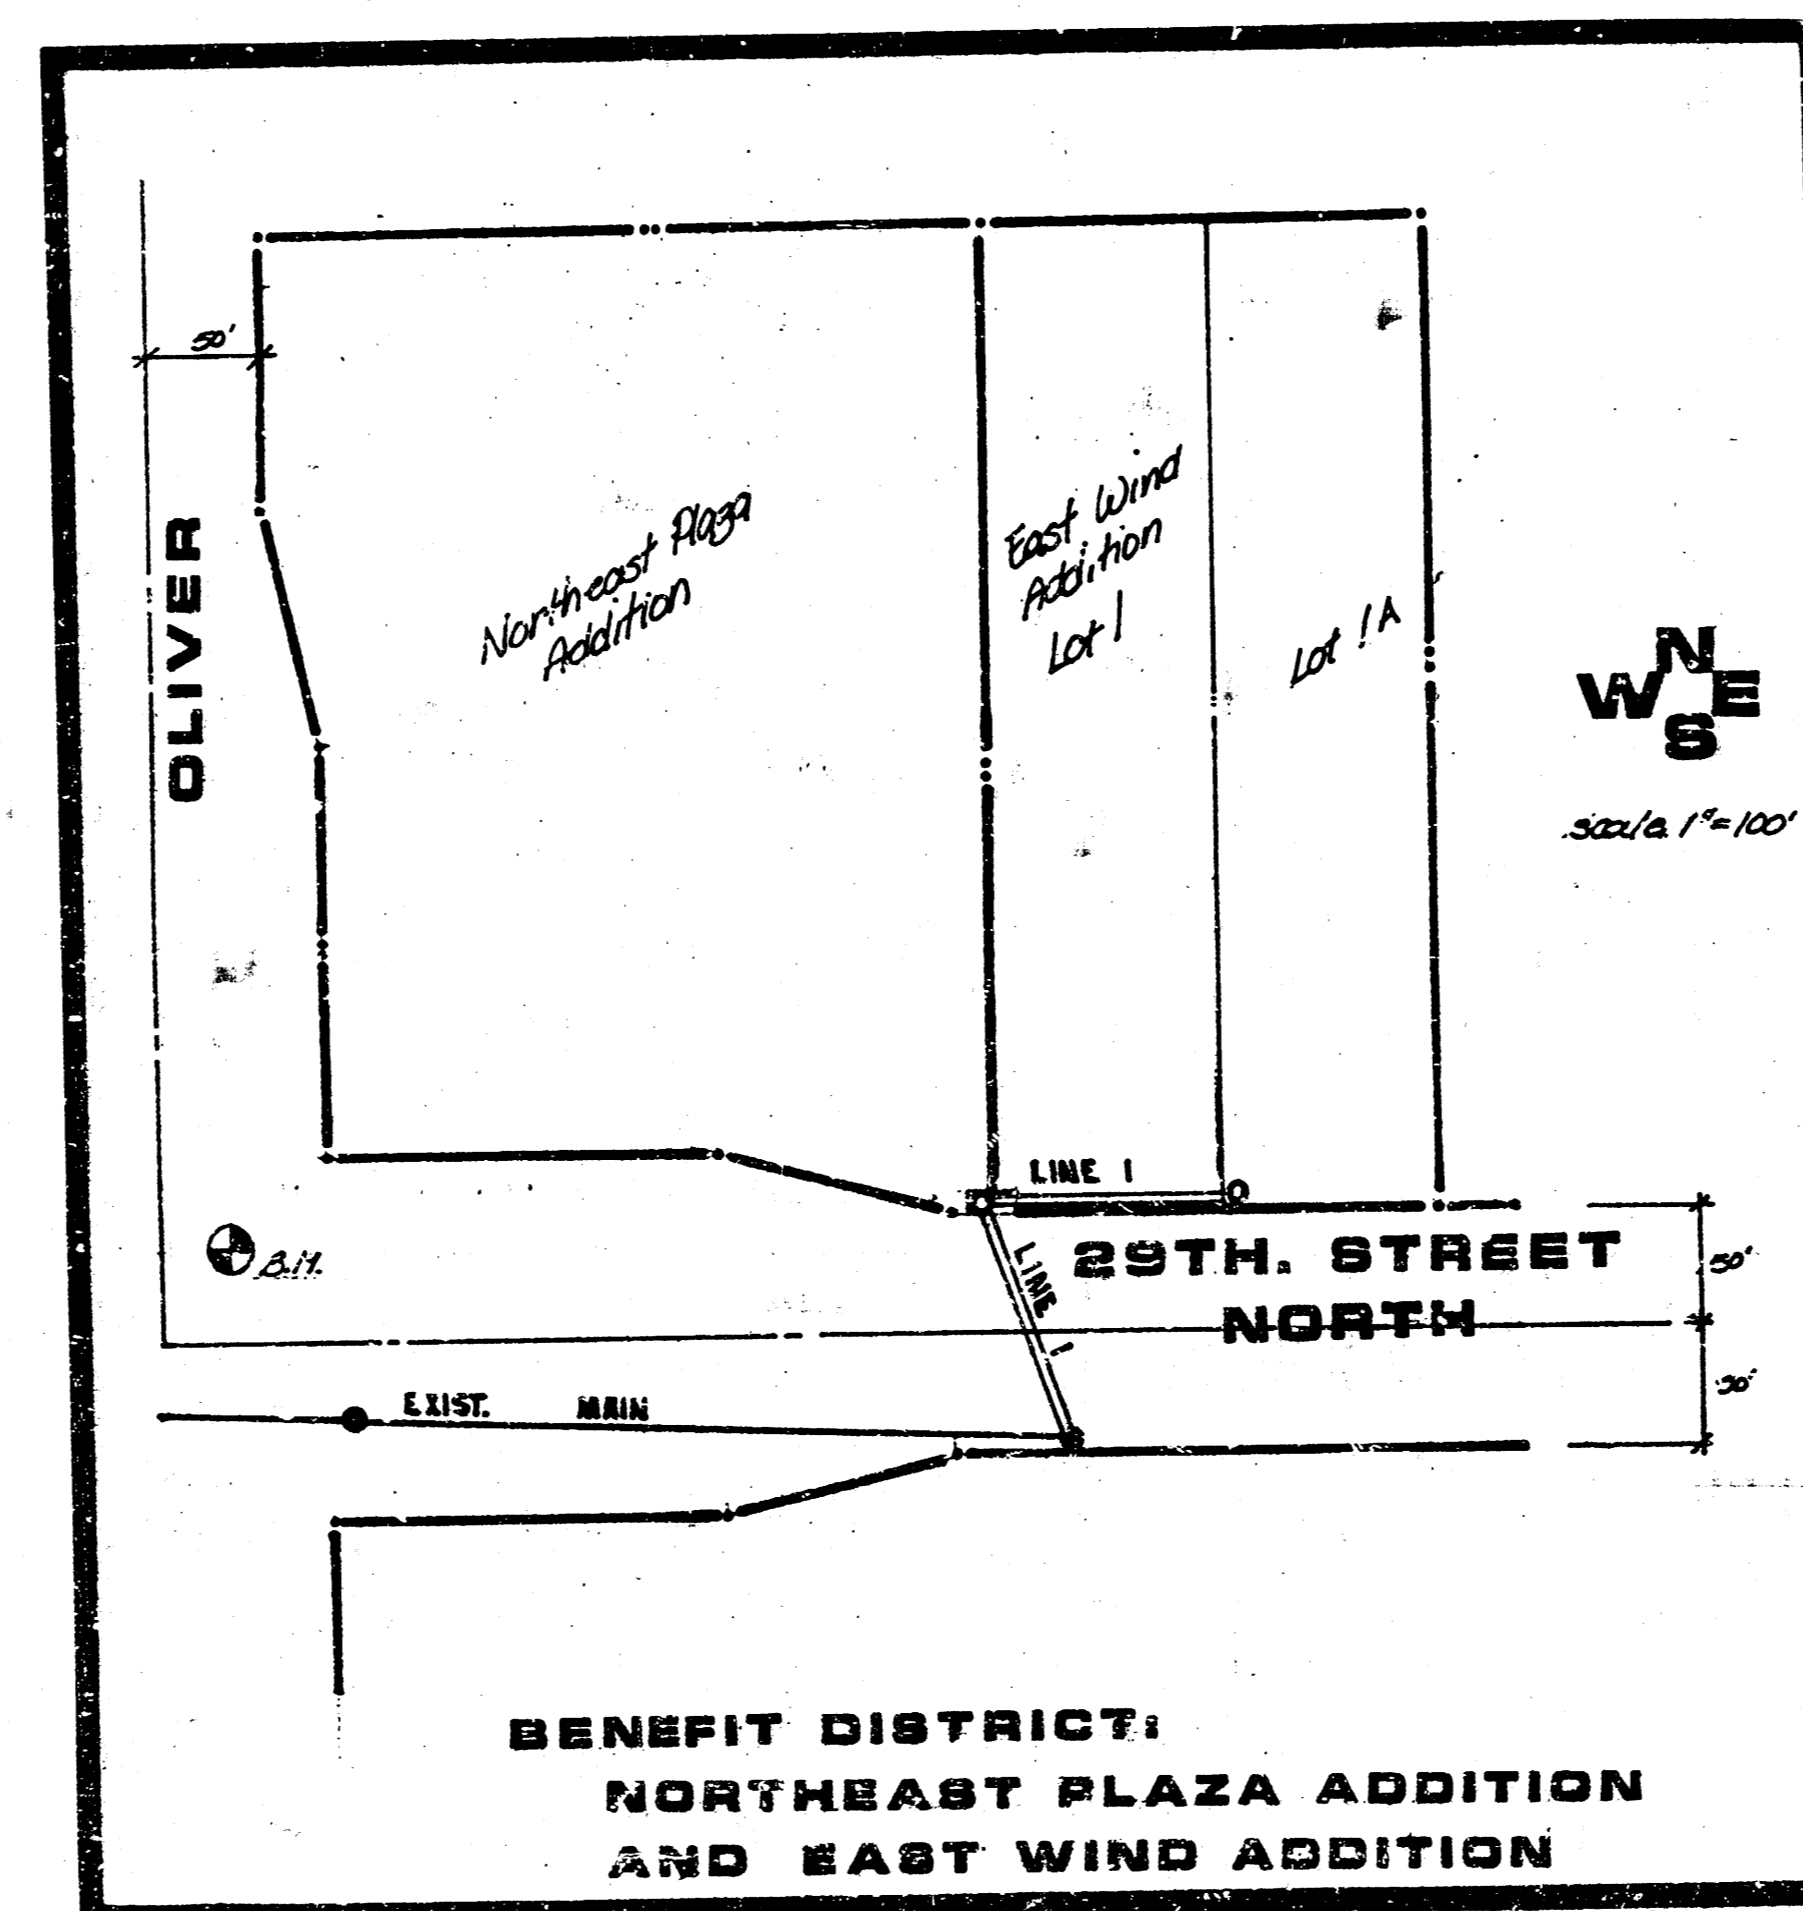 50'
OLIVER
Northeast Plaza
Addition
East Wind
Addition
Lot 1
Lot 1A
N
W E
S
scale 1"=100'
LINE 1
B.M.
LINE 1
29TH. STREET
NORTH
50'
50'
EXIST. MAIN
BENEFIT DISTRICT:
NORTHEAST PLAZA ADDITION
AND EAST WIND ADDITION